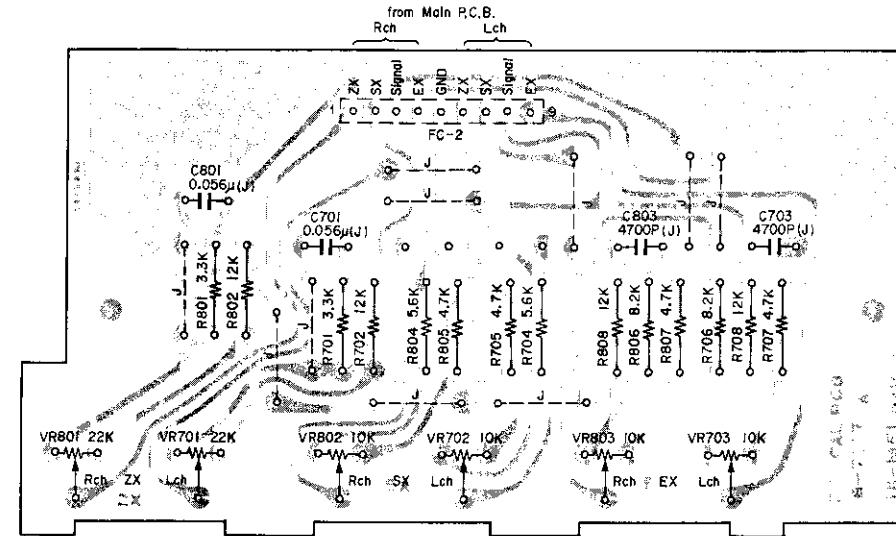 from Main P.C.B.
Rch Lch
ZX SX Signal EX GND ZX SX Signal EX
1 9
FC-2
J
J
C801
0.056μ(J)
C701
0.056μ(J)
J
J
J
C803
4700P(J)
C703
4700P(J)
J
R801 3.3K
R802 12K
J
J
R701 3.3K
R702 12K
R804 5.6K
R805 4.7K
R705 4.7K
R704 5.6K
R808 12K
R806 8.2K
R807 4.7K
R706 8.2K
R708 12K
R707 4.7K
J
J
VR801 22K
VR701 22K
VR802 10K
VR702 10K
VR803 10K
VR703 10K
Rch ZX Lch
Rch SX Lch
Rch EX Lch